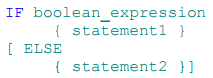 IF boolean_expression
{ statement1 }
[ ELSE
{ statement2 }]